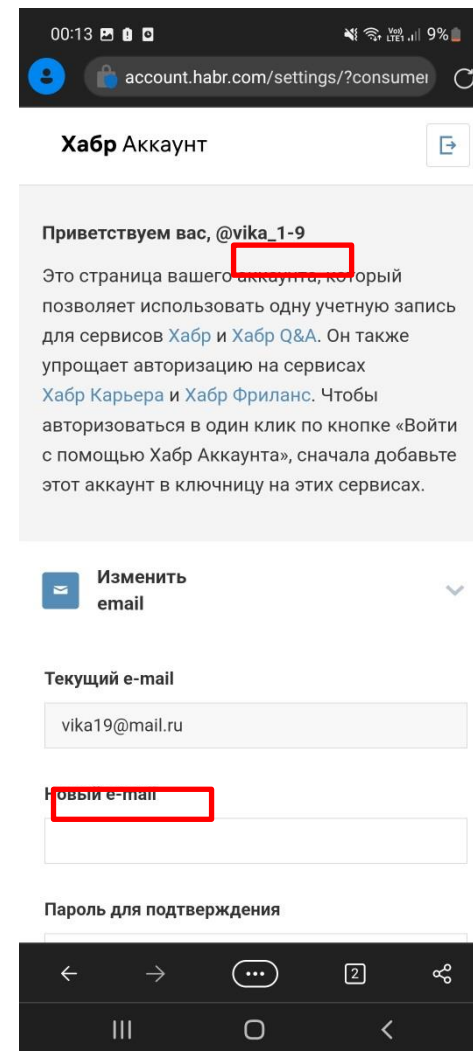 00:13 LTE1 9%
account.habr.com/settings/?consumer
Хабр Аккаунт
Приветствуем вас, @vika_1-9
Это страница вашего аккаунта, который
позволяет использовать одну учетную запись
для сервисов Хабр и Хабр Q&A. Он также
упрощает авторизацию на сервисах
Хабр Карьера и Хабр Фриланс. Чтобы
авторизоваться в один клик по кнопке «Войти
с помощью Хабр Аккаунта», сначала добавьте
этот аккаунт в ключницу на этих сервисах.
Изменить
email
Текущий e-mail
vika19@mail.ru
Новый e-mail
Пароль для подтверждения
2